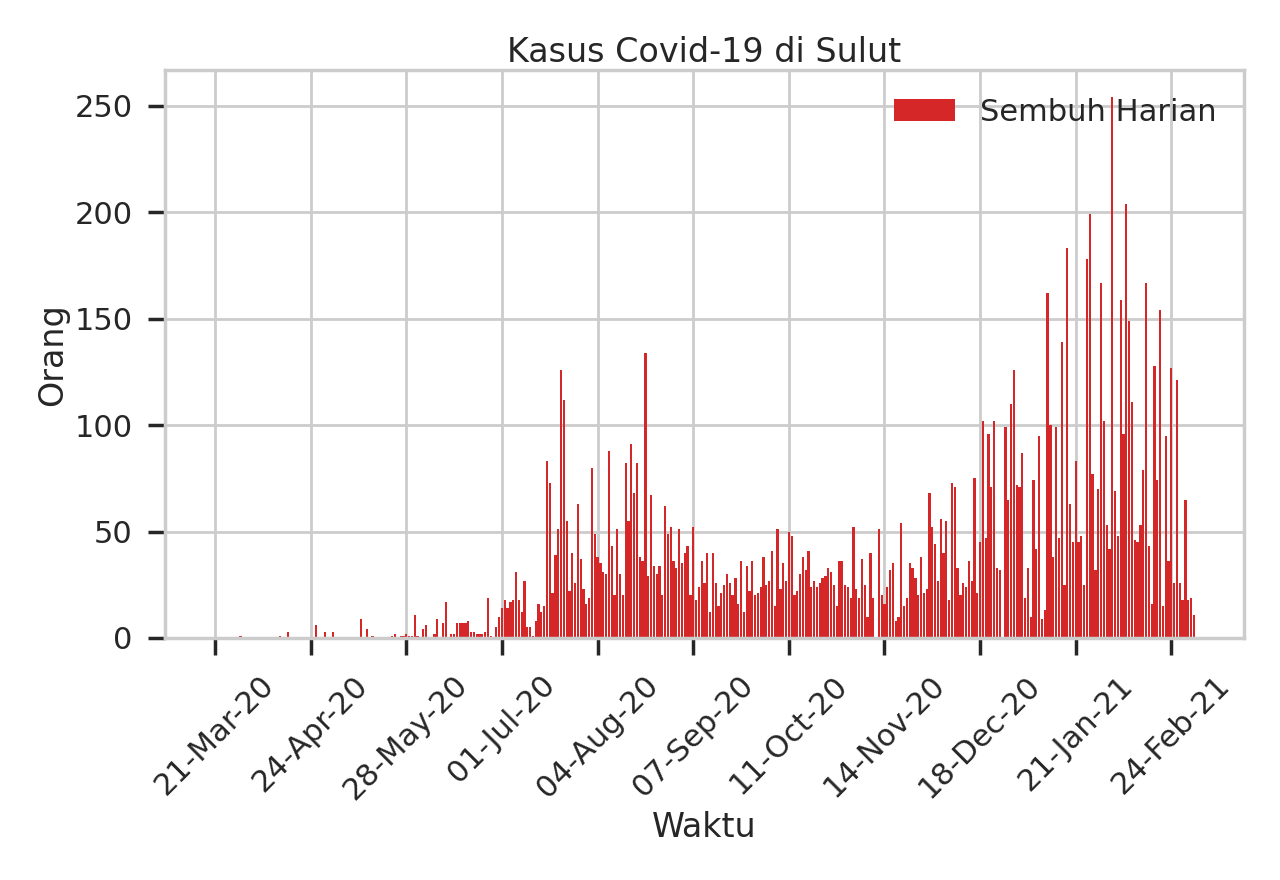 Kasus Covid-19 di Sulut
Sembuh Harian
Orang
250
200
150
100
50
0
21-Mar-20
24-Apr-20
28-May-20
01-Jul-20
04-Aug-20
07-Sep-20
11-Oct-20
14-Nov-20
18-Dec-20
21-Jan-21
24-Feb-21
Waktu